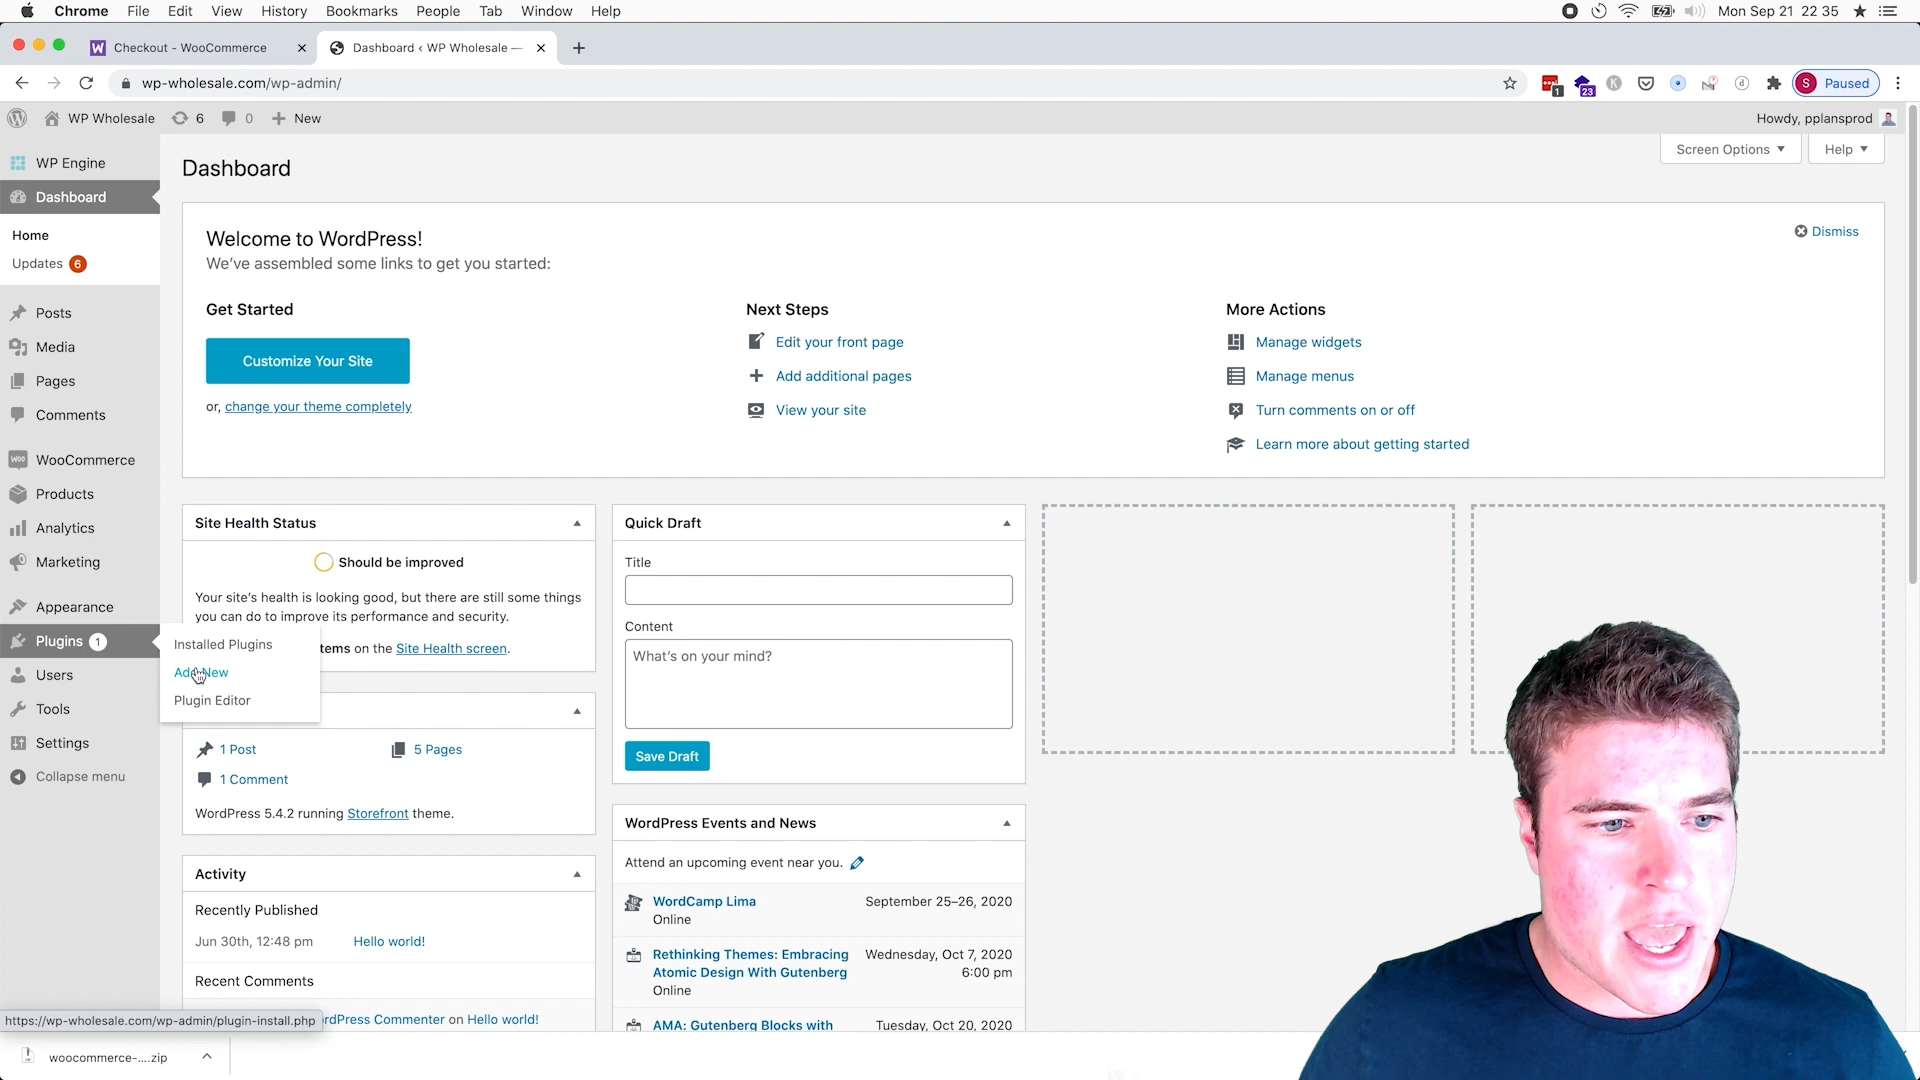 Chrome File Edit View History Bookmarks People Tab Window Help
Mon Sep 21 22 35
Checkout - WooCommerce
Dashboard ‹ WP Wholesale —
wp-wholesale.com/wp-admin/
1
23
S Paused
WP Wholesale 6 0 New
Howdy, pplansprod
Screen Options
Help
WP Engine
Dashboard
Home
Updates 6
Posts
Media
Pages
Comments
WooCommerce
Products
Analytics
Marketing
Appearance
Plugins 1
Users
Tools
Settings
Collapse menu
Installed Plugins
Add New
Plugin Editor
Dashboard
Welcome to WordPress!
We've assembled some links to get you started:
Dismiss
Get Started
Customize Your Site
or, change your theme completely
Next Steps
Edit your front page
Add additional pages
View your site
More Actions
Manage widgets
Manage menus
Turn comments on or off
Learn more about getting started
Site Health Status
Should be improved
Your site's health is looking good, but there are still some things
you can do to improve its performance and security.
tems on the Site Health screen.
1 Post
5 Pages
1 Comment
WordPress 5.4.2 running Storefront theme.
Activity
Recently Published
Jun 30th, 12:48 pm Hello world!
Recent Comments
rdPress Commenter on Hello world!
Quick Draft
Title
Content
What's on your mind?
Save Draft
WordPress Events and News
Attend an upcoming event near you.
WordCamp Lima September 25–26, 2020
Online
Rethinking Themes: Embracing Wednesday, Oct 7, 2020
Atomic Design With Gutenberg 6:00 pm
Online
AMA: Gutenberg Blocks with Tuesday, Oct 20, 2020
https://wp-wholesale.com/wp-admin/plugin-install.php
woocommerce-....zip